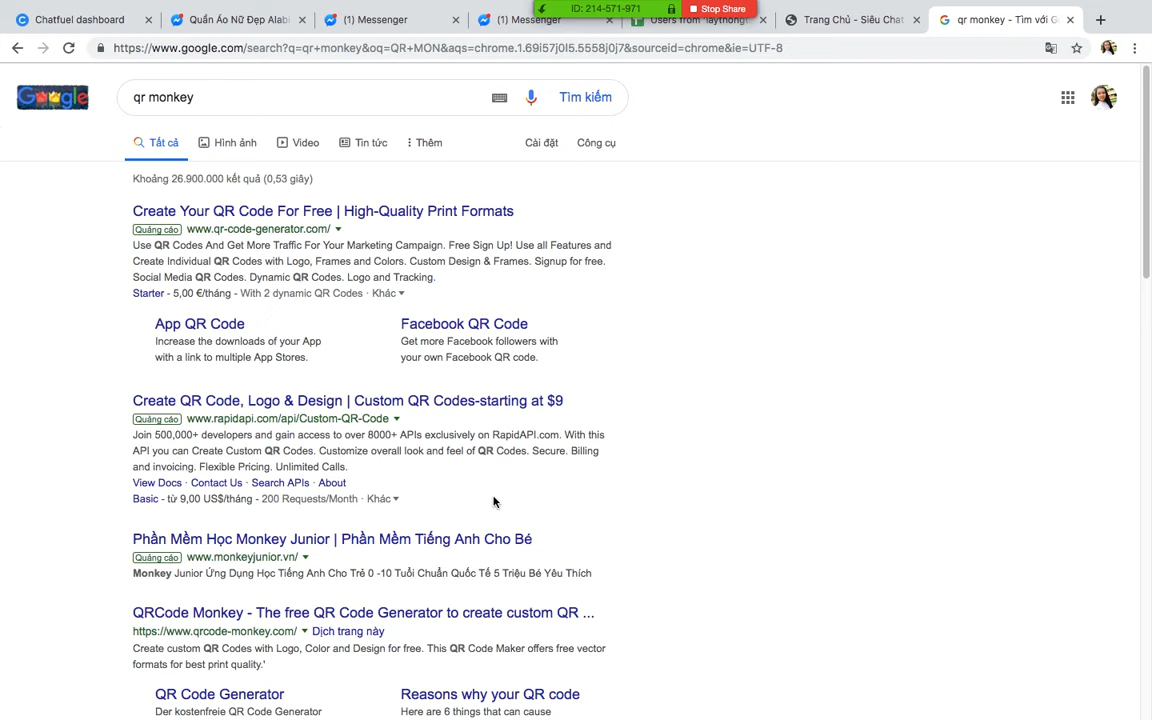 Chatfuel dashboard
Quần Áo Nữ Đẹp Alabi
(1) Messenger
(1) Messenger
ID: 214-571-971
Stop Share
Users from 'laythong
Trang Chủ - Siêu Chat
qr monkey - Tìm với G
https://www.google.com/search?q=qr+monkey&oq=QR+MON&aqs=chrome.1.69i57j0l5.5558j0j7&sourceid=chrome&ie=UTF-8
Google
qr monkey
Tìm kiếm
Tất cả
Hình ảnh
Video
Tin tức
Thêm
Cài đặt
Công cụ
Khoảng 26.900.000 kết quả (0,53 giây)
Create Your QR Code For Free | High-Quality Print Formats
Quảng cáo www.qr-code-generator.com/
Use QR Codes And Get More Traffic For Your Marketing Campaign. Free Sign Up! Use all Features and
Create Individual QR Codes with Logo, Frames and Colors. Custom Design & Frames. Signup for free.
Social Media QR Codes. Dynamic QR Codes. Logo and Tracking.
Starter - 5,00 €/tháng - With 2 dynamic QR Codes · Khác
App QR Code
Increase the downloads of your App
with a link to multiple App Stores.
Facebook QR Code
Get more Facebook followers with
your own Facebook QR code.
Create QR Code, Logo & Design | Custom QR Codes-starting at $9
Quảng cáo www.rapidapi.com/api/Custom-QR-Code
Join 500,000+ developers and gain access to over 8000+ APIs exclusively on RapidAPI.com. With this
API you can Create Custom QR Codes. Customize overall look and feel of QR Codes. Secure. Billing
and invoicing. Flexible Pricing. Unlimited Calls.
View Docs · Contact Us · Search APIs · About
Basic - từ 9,00 US$/tháng - 200 Requests/Month · Khác
Phần Mềm Học Monkey Junior | Phần Mềm Tiếng Anh Cho Bé
Quảng cáo www.monkeyjunior.vn/
Monkey Junior Ứng Dụng Học Tiếng Anh Cho Trẻ 0 -10 Tuổi Chuẩn Quốc Tế 5 Triệu Bé Yêu Thích
QRCode Monkey - The free QR Code Generator to create custom QR ...
https://www.qrcode-monkey.com/ Dịch trang này
Create custom QR Codes with Logo, Color and Design for free. This QR Code Maker offers free vector
formats for best print quality.'
QR Code Generator
Der kostenfreie QR Code Generator
Reasons why your QR code
Here are 6 things that can cause